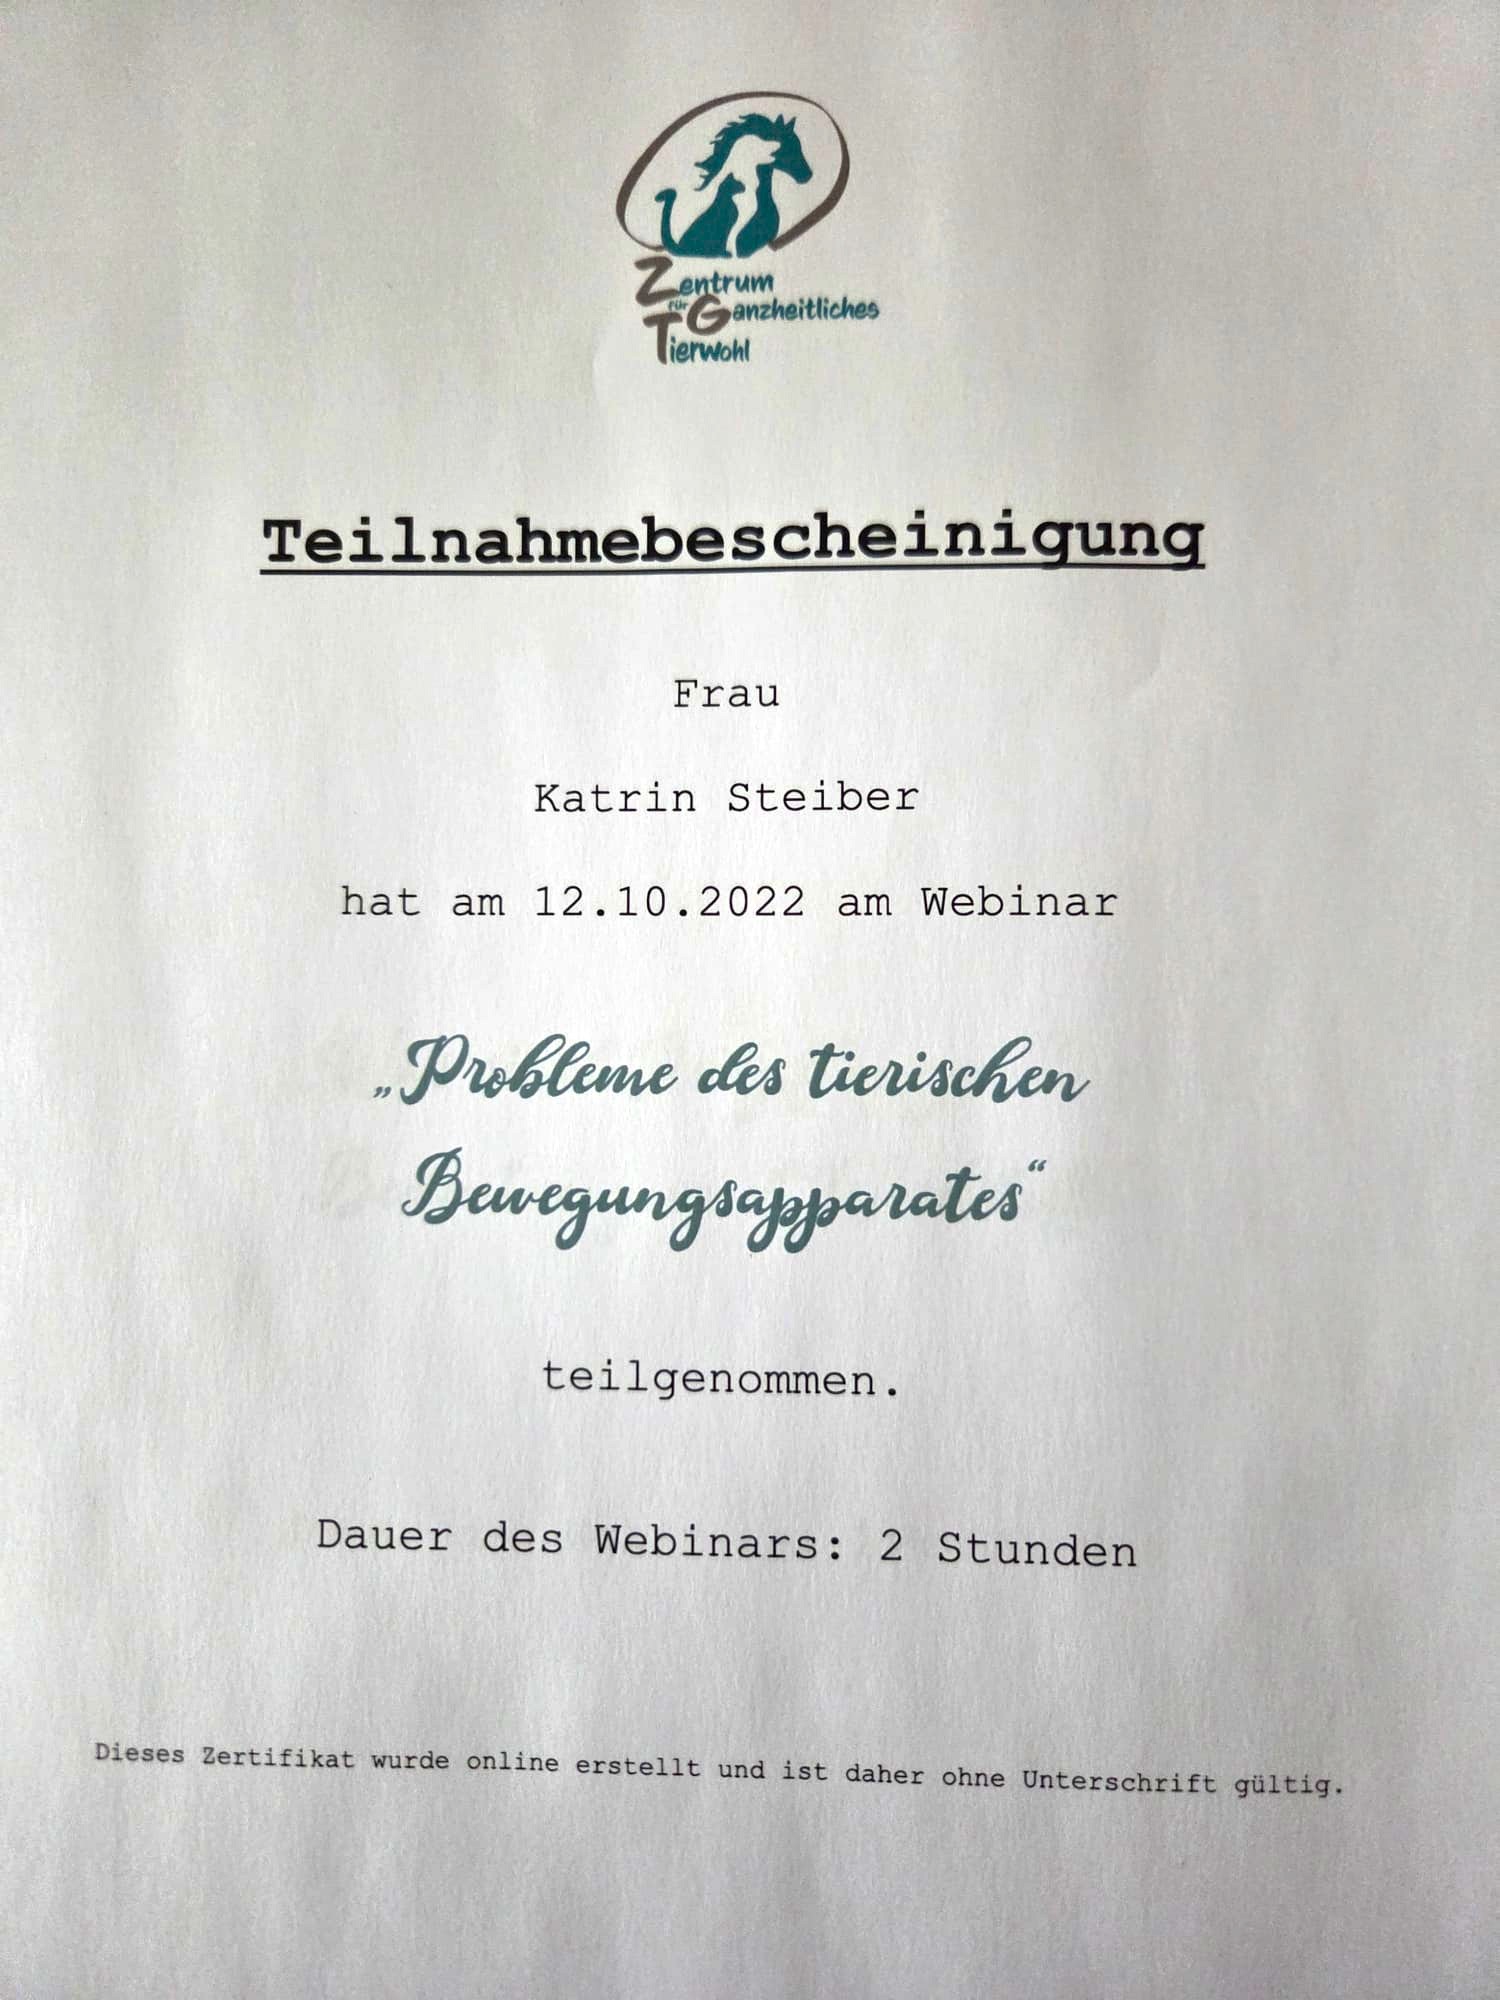 Zentrum
für Ganzheitliches
Tierwohl
Teilnahmebescheinigung
Frau
Katrin Steiber
hat am 12.10.2022 am Webinar
„Probleme des tierischen
Bewegungsapparates“
teilgenommen.
Dauer des Webinars: 2 Stunden
Dieses Zertifikat wurde online erstellt und ist daher ohne Unterschrift gültig.